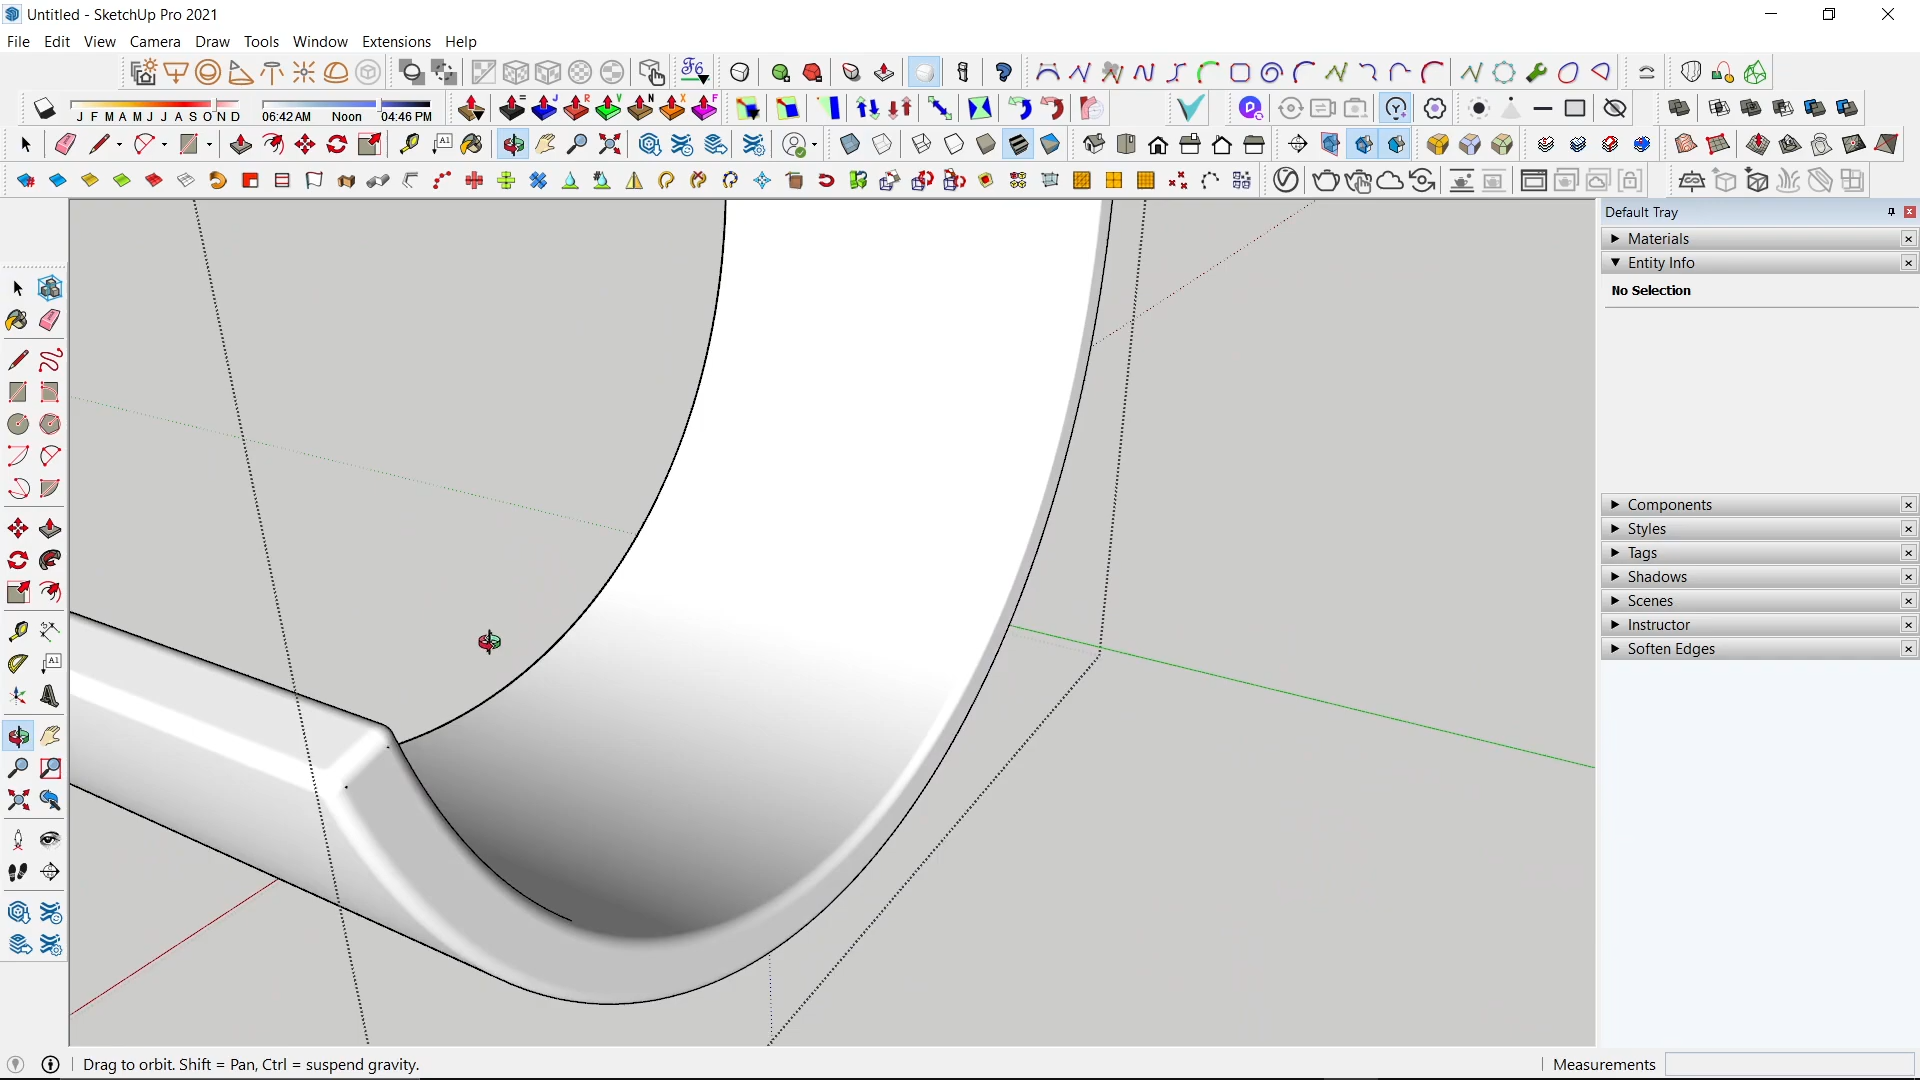 Untitled - SketchUp Pro 2021
File Edit View Camera Draw Tools Window Extensions Help
J F M A M J J A S O N D 06:42 AM Noon 04:46 PM
Default Tray
Materials
Entity Info
No Selection
Components
Styles
Tags
Shadows
Scenes
Instructor
Soften Edges
Drag to orbit. Shift = Pan, Ctrl = suspend gravity.
Measurements